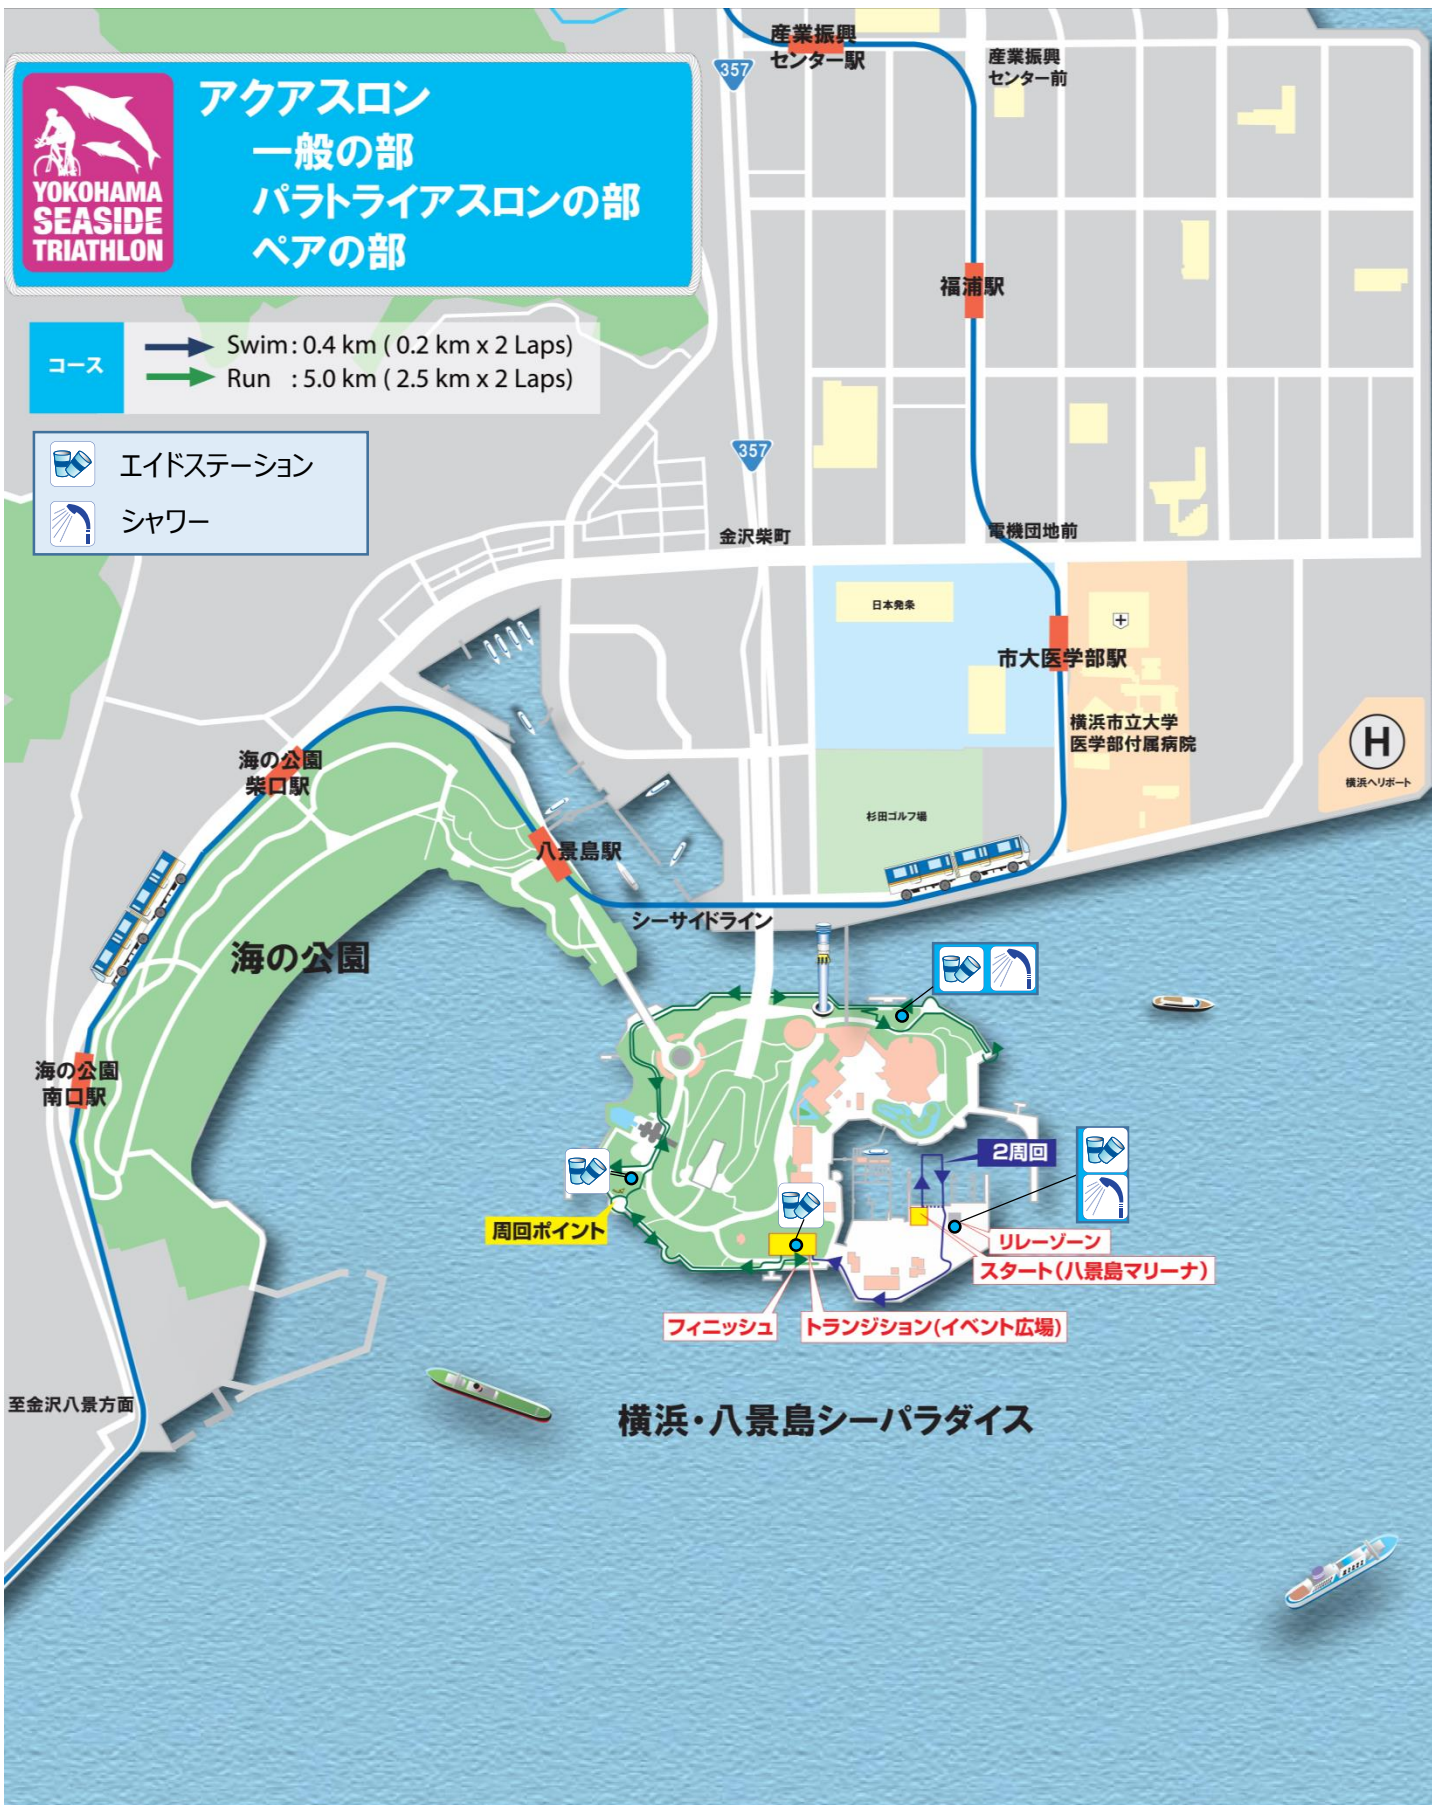 産業振興
センター駅
産業振興
センター前
357
YOKOHAMA
SEASIDE
TRIATHLON
アクアスロン
一般の部
パラトライアスロンの部
ペアの部
福浦駅
コース
Swim : 0.4 km ( 0.2 km x 2 Laps)
Run : 5.0 km ( 2.5 km x 2 Laps)
エイドステーション
シャワー
357
金沢柴町
電機団地前
日本発条
市大医学部駅
横浜市立大学
医学部付属病院
H
横浜ヘリポート
海の公園
柴口駅
杉田ゴルフ場
八景島駅
シーサイドライン
海の公園
海の公園
南口駅
2周回
周回ポイント
リレーゾーン
スタート(八景島マリーナ)
フィニッシュ
トランジション(イベント広場)
至金沢八景方面
横浜・八景島シーパラダイス